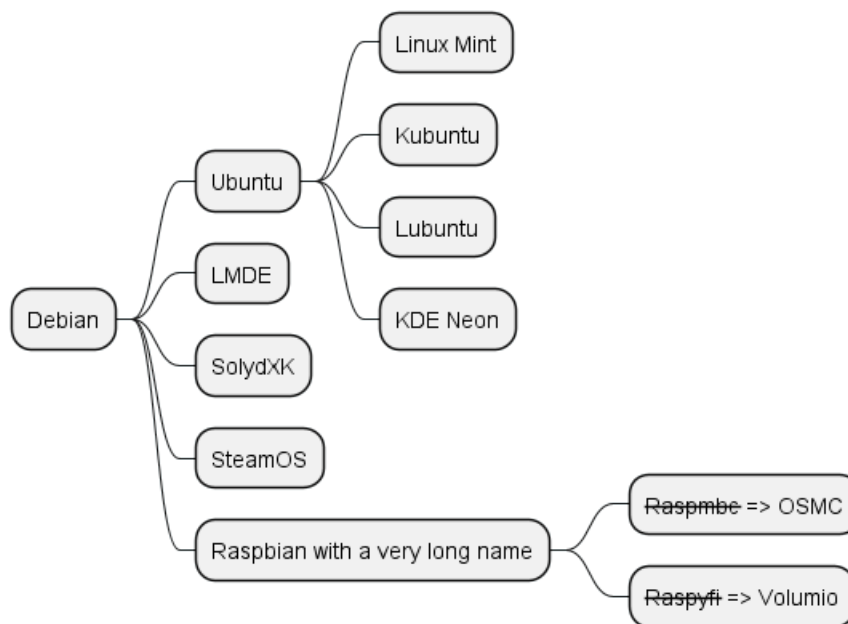 Debian
Ubuntu
Linux Mint
Kubuntu
Lubuntu
KDE Neon
LMDE
SolydXK
SteamOS
Raspbian with a very long name
Raspmbc => OSMC
Raspyfi => Volumio